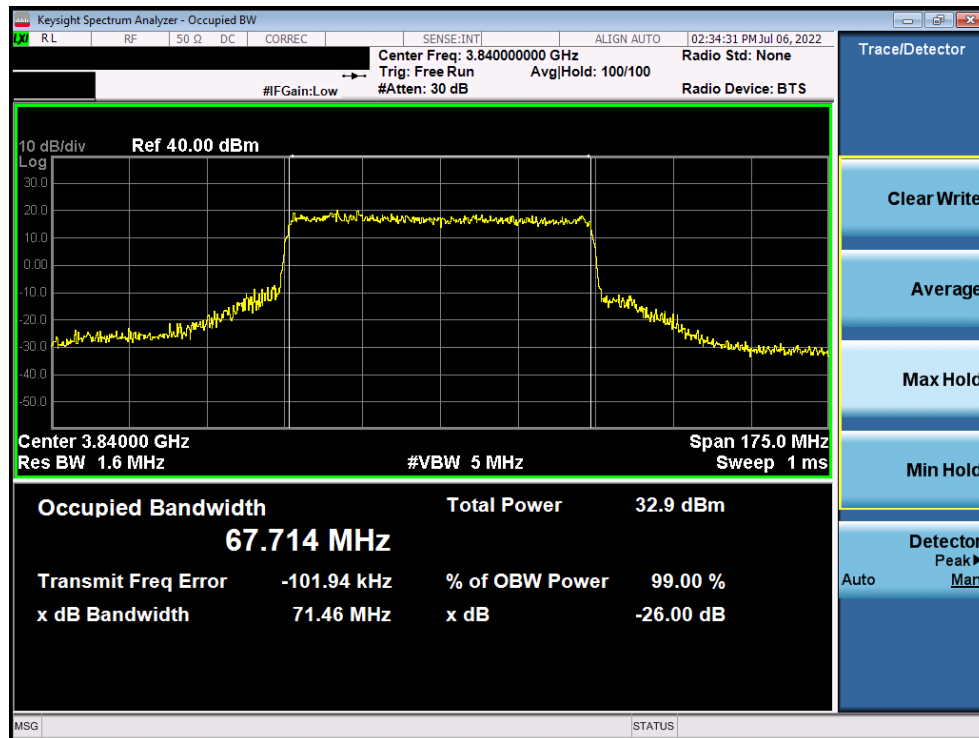 Keysight Spectrum Analyzer - Occupied BW
LXI RL RF 50 Ω DC CORREC SENSE:INT ALIGN AUTO 02:34:31 PM Jul 06, 2022
Center Freq: 3.840000000 GHz Radio Std: None
Trig: Free Run Avg|Hold: 100/100
#IFGain:Low #Atten: 30 dB Radio Device: BTS
Trace/Detector
10 dB/div Ref 40.00 dBm
Log
30.0
20.0
10.0
0.00
-10.0
-20.0
-30.0
-40.0
-50.0
Center 3.84000 GHz Span 175.0 MHz
Res BW 1.6 MHz #VBW 5 MHz Sweep 1 ms
Occupied Bandwidth Total Power 32.9 dBm
67.714 MHz
Transmit Freq Error -101.94 kHz % of OBW Power 99.00 %
x dB Bandwidth 71.46 MHz x dB -26.00 dB
Clear Write
Average
Max Hold
Min Hold
Detector
Peak▶
Auto Man
MSG STATUS